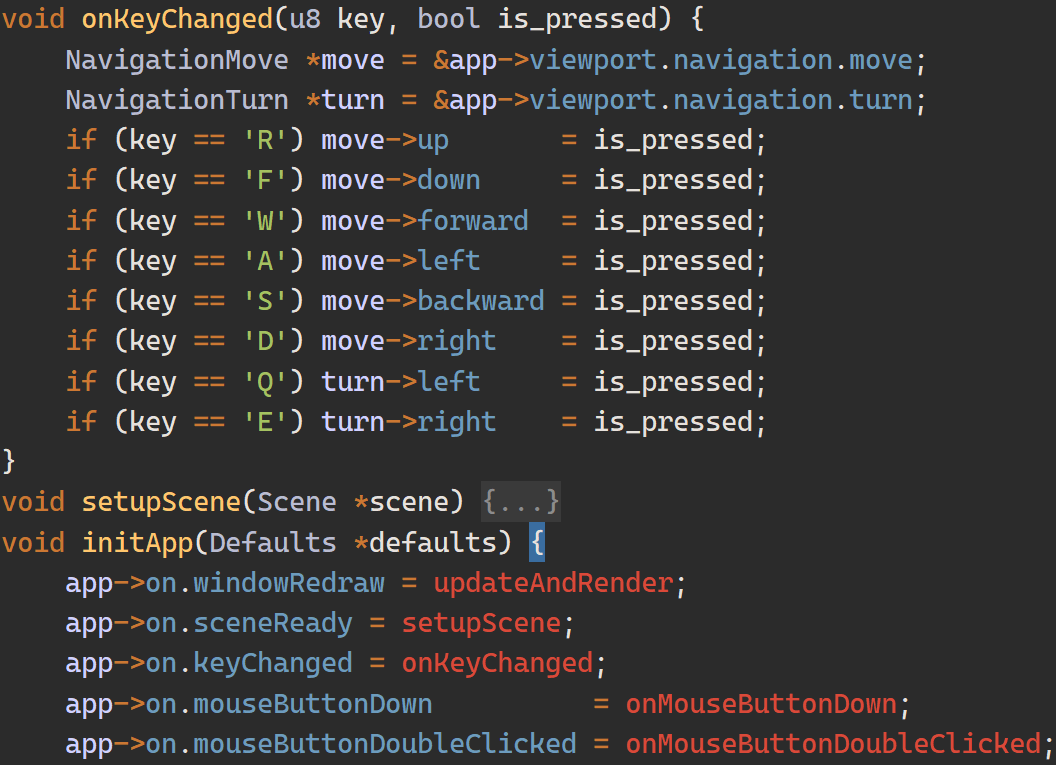 void onKeyChanged(u8 key, bool is_pressed) {
    NavigationMove *move = &app->viewport.navigation.move;
    NavigationTurn *turn = &app->viewport.navigation.turn;
    if (key == 'R') move->up       = is_pressed;
    if (key == 'F') move->down     = is_pressed;
    if (key == 'W') move->forward  = is_pressed;
    if (key == 'A') move->left     = is_pressed;
    if (key == 'S') move->backward = is_pressed;
    if (key == 'D') move->right    = is_pressed;
    if (key == 'Q') turn->left     = is_pressed;
    if (key == 'E') turn->right    = is_pressed;
}
void setupScene(Scene *scene) {...}
void initApp(Defaults *defaults) {
    app->on.windowRedraw = updateAndRender;
    app->on.sceneReady = setupScene;
    app->on.keyChanged = onKeyChanged;
    app->on.mouseButtonDown          = onMouseButtonDown;
    app->on.mouseButtonDoubleClicked = onMouseButtonDoubleClicked;